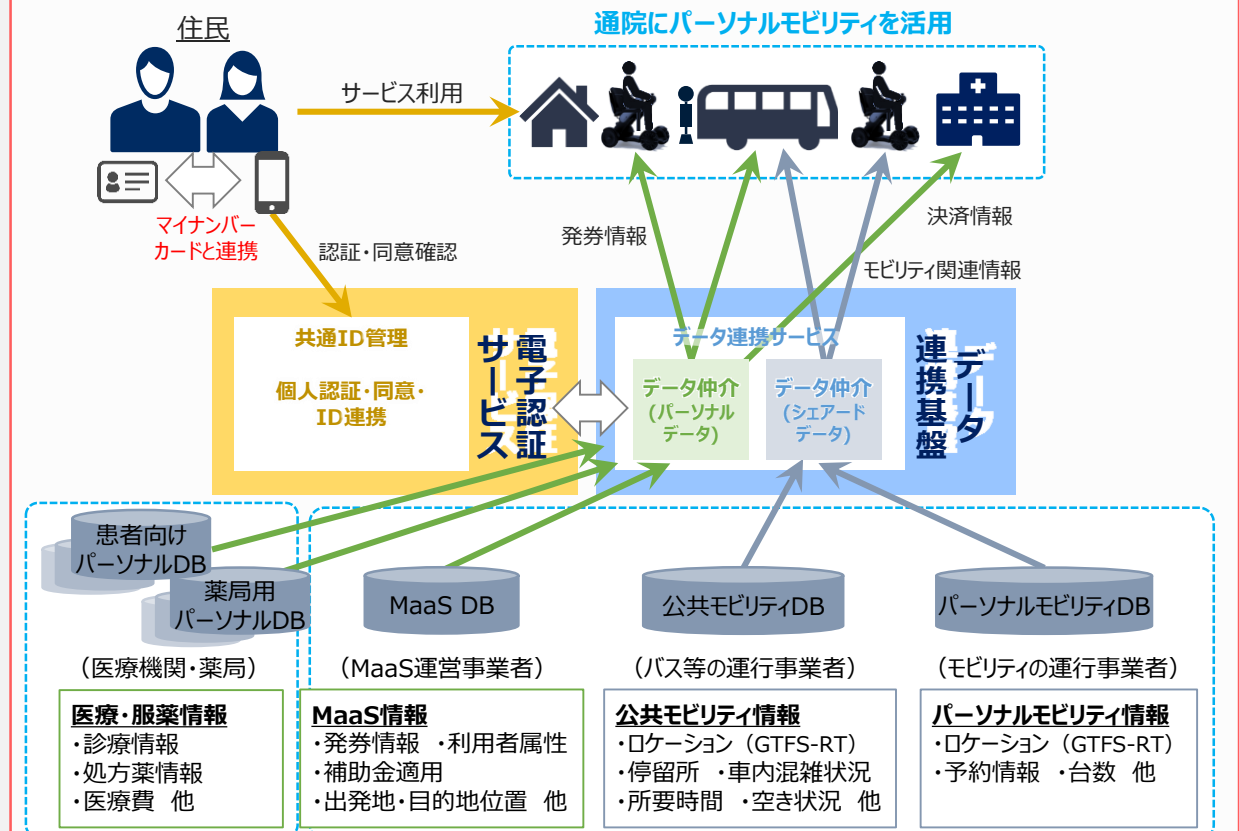 住民
通院にパーソナルモビリティを活用
サービス利用
マイナンバー
カードと連携
認証・同意確認
発券情報
決済情報
モビリティ関連情報
共通ID管理
個人認証・同意・
ID連携
電子認証
サービス
データ連携サービス
データ仲介
(パーソナル
データ)
データ仲介
(シェアード
データ)
データ
連携基盤
患者向け
パーソナルDB
薬局用
パーソナルDB
MaaS DB
公共モビリティDB
パーソナルモビリティDB
（医療機関・薬局）
（MaaS運営事業者）
（バス等の運行事業者）
（モビリティの運行事業者）
医療・服薬情報
・診療情報
・処方薬情報
・医療費 他
MaaS情報
・発券情報 ・利用者属性
・補助金適用
・出発地・目的地位置 他
公共モビリティ情報
・ロケーション（GTFS-RT）
・停留所 ・車内混雑状況
・所要時間 ・空き状況 他
パーソナルモビリティ情報
・ロケーション（GTFS-RT）
・予約情報 ・台数 他